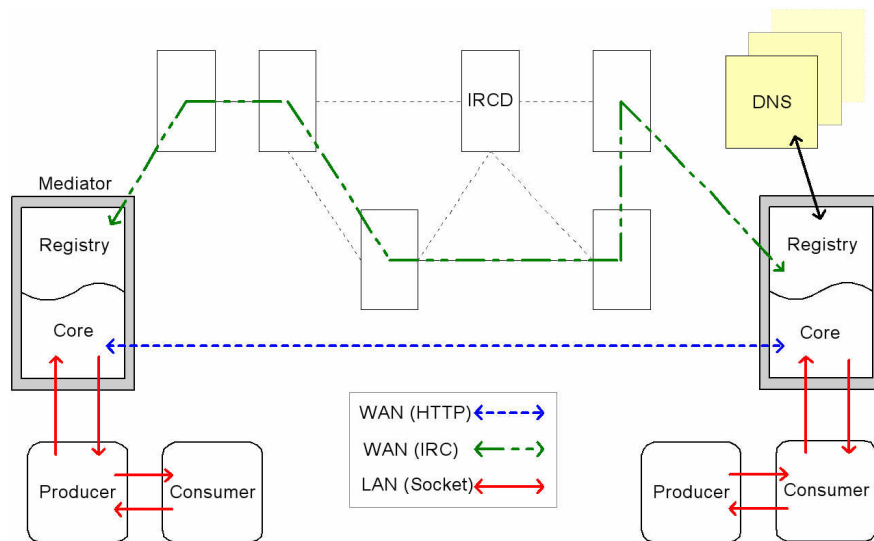 IRCD
DNS
Mediator
Registry
Core
Registry
Core
WAN (HTTP)
WAN (IRC)
LAN (Socket)
Producer
Consumer
Producer
Consumer